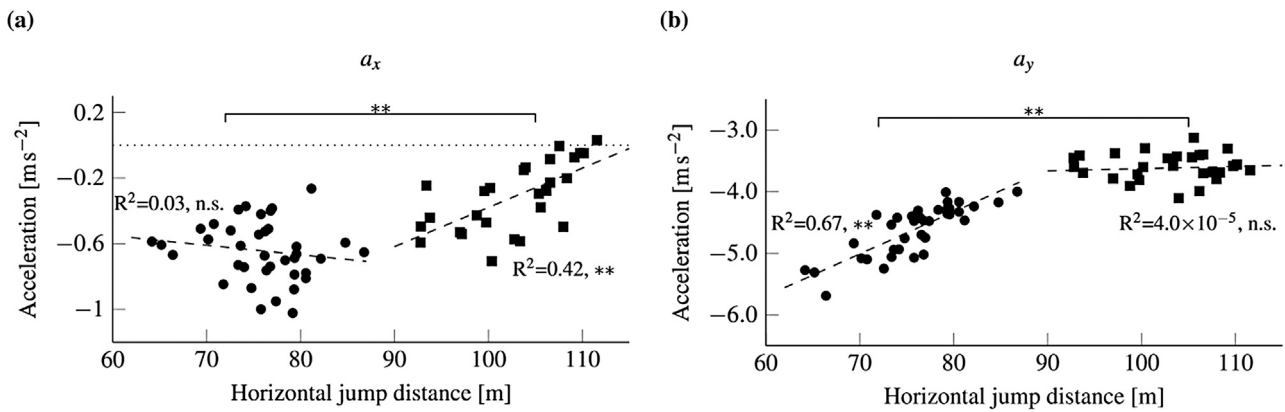 (a)
a_x
**
Acceleration [ms⁻²]
0.2
−0.2
−0.6
−1
R²=0.03, n.s.
R²=0.42, **
60 70 80 90 100 110
Horizontal jump distance [m]
(b)
a_y
**
Acceleration [ms⁻²]
−3.0
−4.0
−5.0
−6.0
R²=0.67, **
R²=4.0×10⁻⁵, n.s.
60 70 80 90 100 110
Horizontal jump distance [m]